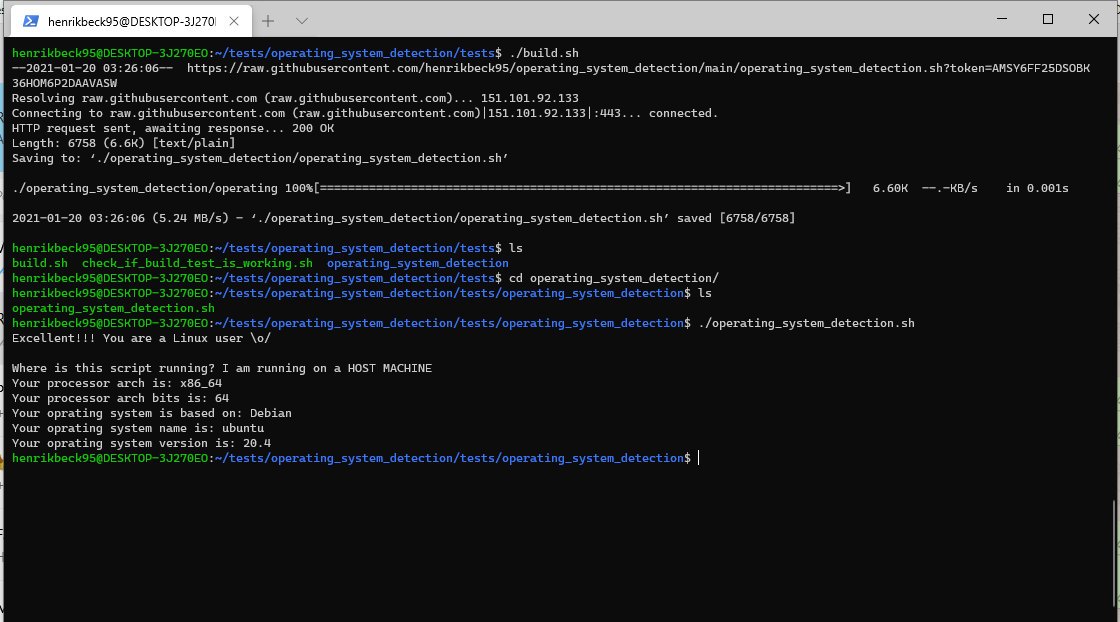 henrikbeck95@DESKTOP-3J270
henrikbeck95@DESKTOP-3J270EO:~/tests/operating_system_detection/tests$ ./build.sh
--2021-01-20 03:26:06--  https://raw.githubusercontent.com/henrikbeck95/operating_system_detection/main/operating_system_detection.sh?token=AMSY6FF25DSOBK
36HOM6P2DAAVASW
Resolving raw.githubusercontent.com (raw.githubusercontent.com)... 151.101.92.133
Connecting to raw.githubusercontent.com (raw.githubusercontent.com)|151.101.92.133|:443... connected.
HTTP request sent, awaiting response... 200 OK
Length: 6758 (6.6K) [text/plain]
Saving to: ‘./operating_system_detection/operating_system_detection.sh’
./operating_system_detection/operating 100%[==========================================================================>]   6.60K  --.-KB/s    in 0.001s
2021-01-20 03:26:06 (5.24 MB/s) - ‘./operating_system_detection/operating_system_detection.sh’ saved [6758/6758]
henrikbeck95@DESKTOP-3J270EO:~/tests/operating_system_detection/tests$ ls
build.sh  check_if_build_test_is_working.sh  operating_system_detection
henrikbeck95@DESKTOP-3J270EO:~/tests/operating_system_detection/tests$ cd operating_system_detection/
henrikbeck95@DESKTOP-3J270EO:~/tests/operating_system_detection/tests/operating_system_detection$ ls
operating_system_detection.sh
henrikbeck95@DESKTOP-3J270EO:~/tests/operating_system_detection/tests/operating_system_detection$ ./operating_system_detection.sh
Excellent!!! You are a Linux user \o/
Where is this script running? I am running on a HOST MACHINE
Your processor arch is: x86_64
Your processor arch bits is: 64
Your oprating system is based on: Debian
Your oprating system name is: ubuntu
Your oprating system version is: 20.4
henrikbeck95@DESKTOP-3J270EO:~/tests/operating_system_detection/tests/operating_system_detection$